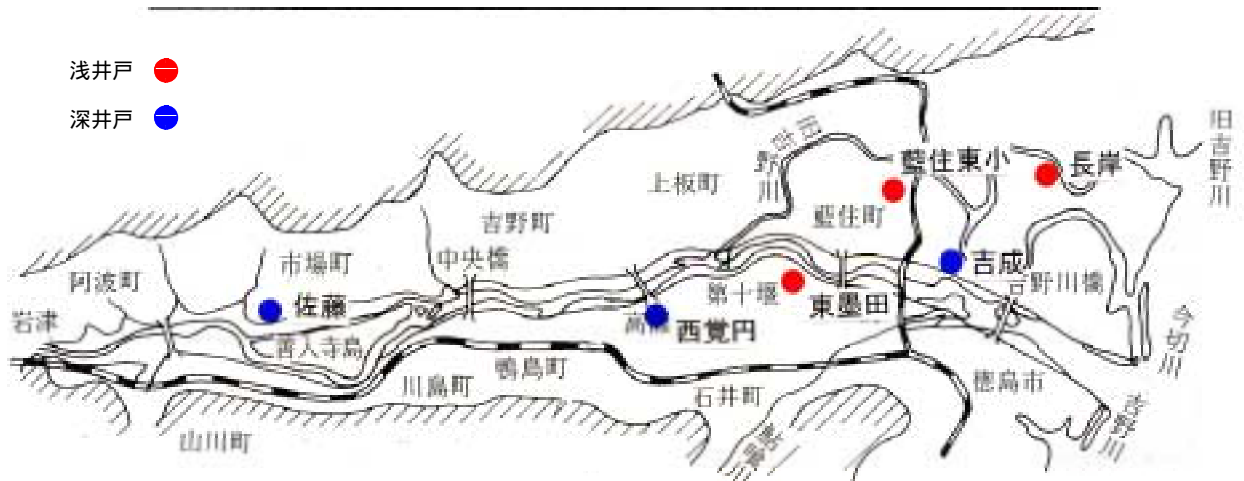 浅井戸
深井戸
旧吉野川
旧吉野川
藍住東小
長岸
上板町
吉野町
藍住町
市場町
中央橋
阿波町
吉成
吉野川橋
第十堰
佐藤
東墨田
岩津
西覚円
善入寺島
今切川
鴨島町
川島町
石井町
徳島市
山川町
吉野川